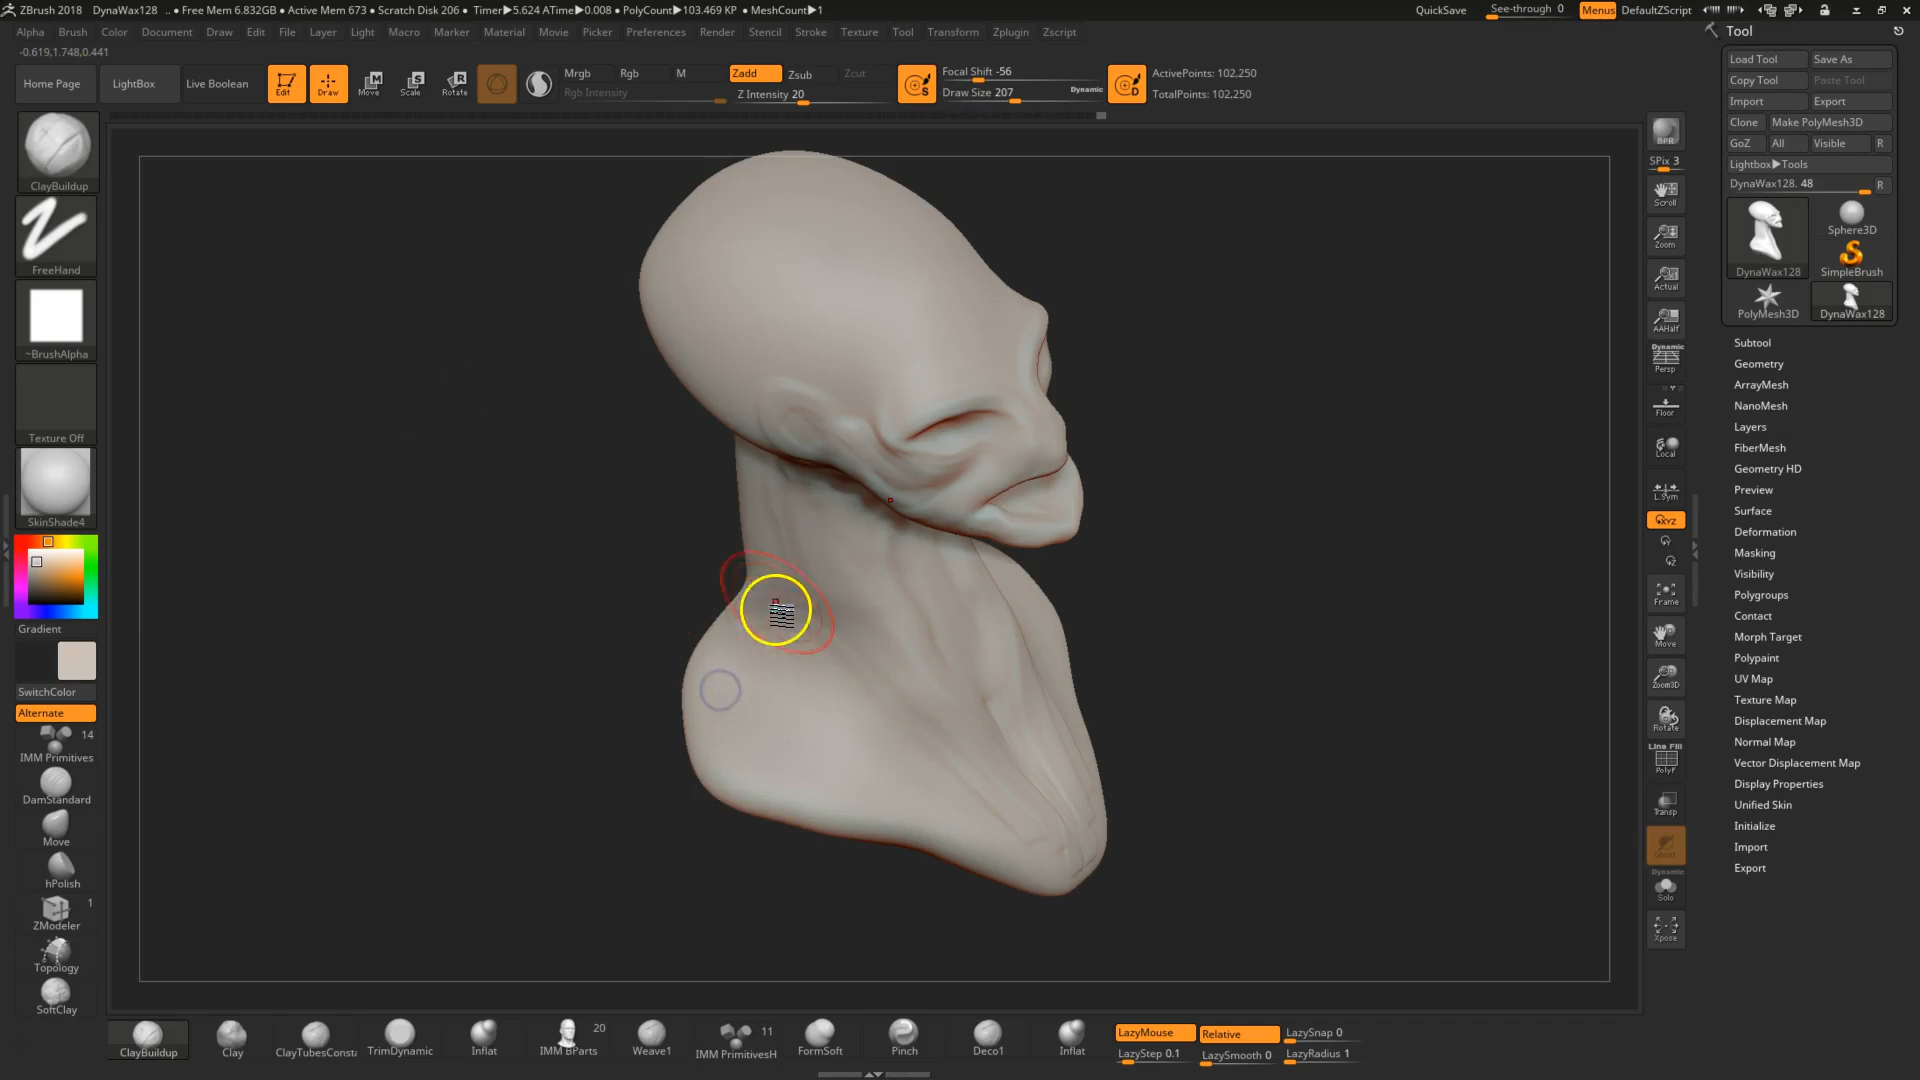 ZBrush 2018 DynaWax128 .. ● Free Mem 6.832GB ● Active Mem 673 ● Scratch Disk 206 ● Timer▶5.624 ATime▶0.008 ● PolyCount▶103.469 KP ● MeshCount▶1 QuickSave See-through 0 Menus DefaultZScript
Alpha Brush Color Document Draw Edit File Layer Light Macro Marker Material Movie Picker Preferences Render Stencil Stroke Texture Tool Transform Zplugin Zscript
-0.619,1.748,0.441
Home Page LightBox Live Boolean Edit Draw Move Scale Rotate
M S R
Mrgb Rgb M
Rgb Intensity
Zadd Zsub Zcut
Z Intensity 20
S
Focal Shift -56
Draw Size 207 Dynamic
D
ActivePoints: 102,250
TotalPoints: 102,250
ClayBuildup
FreeHand
~BrushAlpha
Texture Off
SkinShade4
Gradient
SwitchColor
Alternate
14
IMM Primitives
DamStandard
Move
hPolish
1
ZModeler
Topology
SoftClay
BPR
SPix 3
Scroll
Zoom
Actual
AAHalf
Dynamic
Persp
Floor
Local
L.Sym
XYZ
Y
Z
Frame
Move
Zoom3D
Rotate
Line Fill
PolyF
Transp
Ghost
Dynamic
Solo
Xpose
Tool
Load Tool Save As
Copy Tool Paste Tool
Import Export
Clone Make PolyMesh3D
GoZ All Visible R
Lightbox▶Tools
DynaWax128. 48 R
DynaWax128
Sphere3D
SimpleBrush
PolyMesh3D
DynaWax128
Subtool
Geometry
ArrayMesh
NanoMesh
Layers
FiberMesh
Geometry HD
Preview
Surface
Deformation
Masking
Visibility
Polygroups
Contact
Morph Target
Polypaint
UV Map
Texture Map
Displacement Map
Normal Map
Vector Displacement Map
Display Properties
Unified Skin
Initialize
Import
Export
ClayBuildup Clay ClayTubesConsta TrimDynamic Inflat IMM BParts 20 Weave1 IMM PrimitivesH 11 FormSoft Pinch Deco1 Inflat
LazyMouse Relative LazySnap 0
LazyStep 0.1 LazySmooth 0 LazyRadius 1